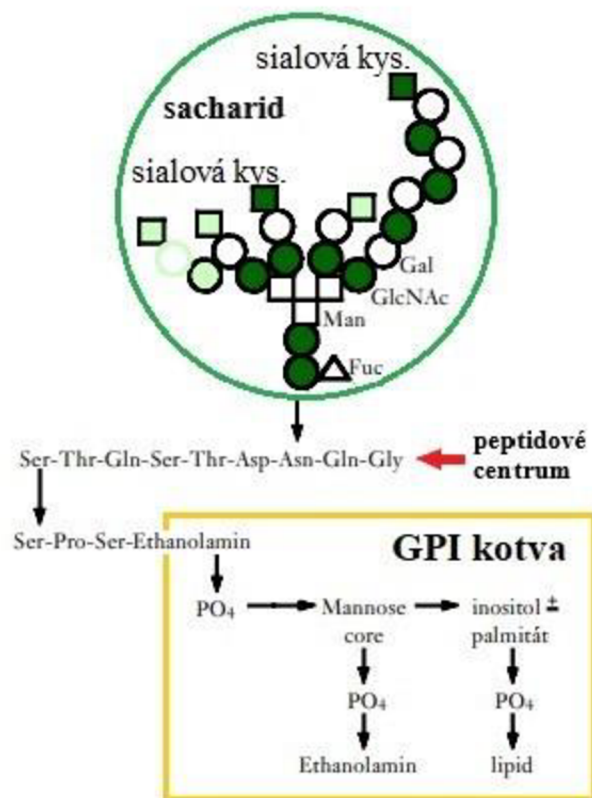 sialová kys.
sacharid
sialová kys.
Gal
GlcNAc
Man
Fuc
Ser-Thr-Gln-Ser-Thr-Asp-Asn-Gln-Gly
peptidové
centrum
Ser-Pro-Ser-Ethanolamin
GPI kotva
PO₄
Mannose
core
inositol ±
palmitát
PO₄
PO₄
Ethanolamin
lipid